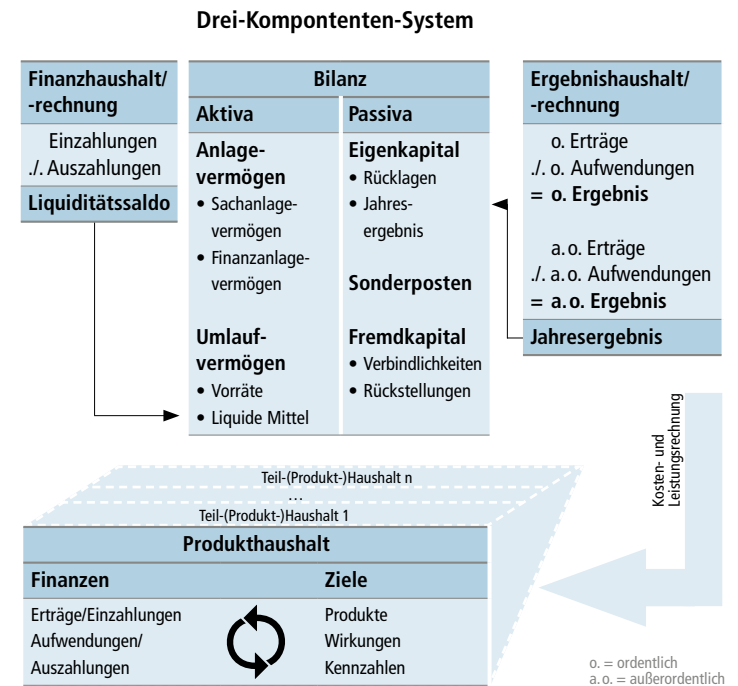 Drei-Kompontenten-System
Finanzhaushalt/
-rechnung
Einzahlungen
./. Auszahlungen
Liquiditätssaldo
Bilanz
Aktiva
Anlage-
vermögen
• Sachanlage-
vermögen
• Finanzanlage-
vermögen
Umlauf-
vermögen
• Vorräte
• Liquide Mittel
Passiva
Eigenkapital
• Rücklagen
• Jahres-
ergebnis
Sonderposten
Fremdkapital
• Verbindlichkeiten
• Rückstellungen
Ergebnishaushalt/
-rechnung
o. Erträge
./. o. Aufwendungen
= o. Ergebnis
a.o. Erträge
./. a.o. Aufwendungen
= a.o. Ergebnis
Jahresergebnis
Kosten- und
Leistungsrechnung
Teil-(Produkt-)Haushalt n
...
Teil-(Produkt-)Haushalt 1
Produkthaushalt
Finanzen
Erträge/Einzahlungen
Aufwendungen/
Auszahlungen
Ziele
Produkte
Wirkungen
Kennzahlen
o. = ordentlich
a.o. = außerordentlich